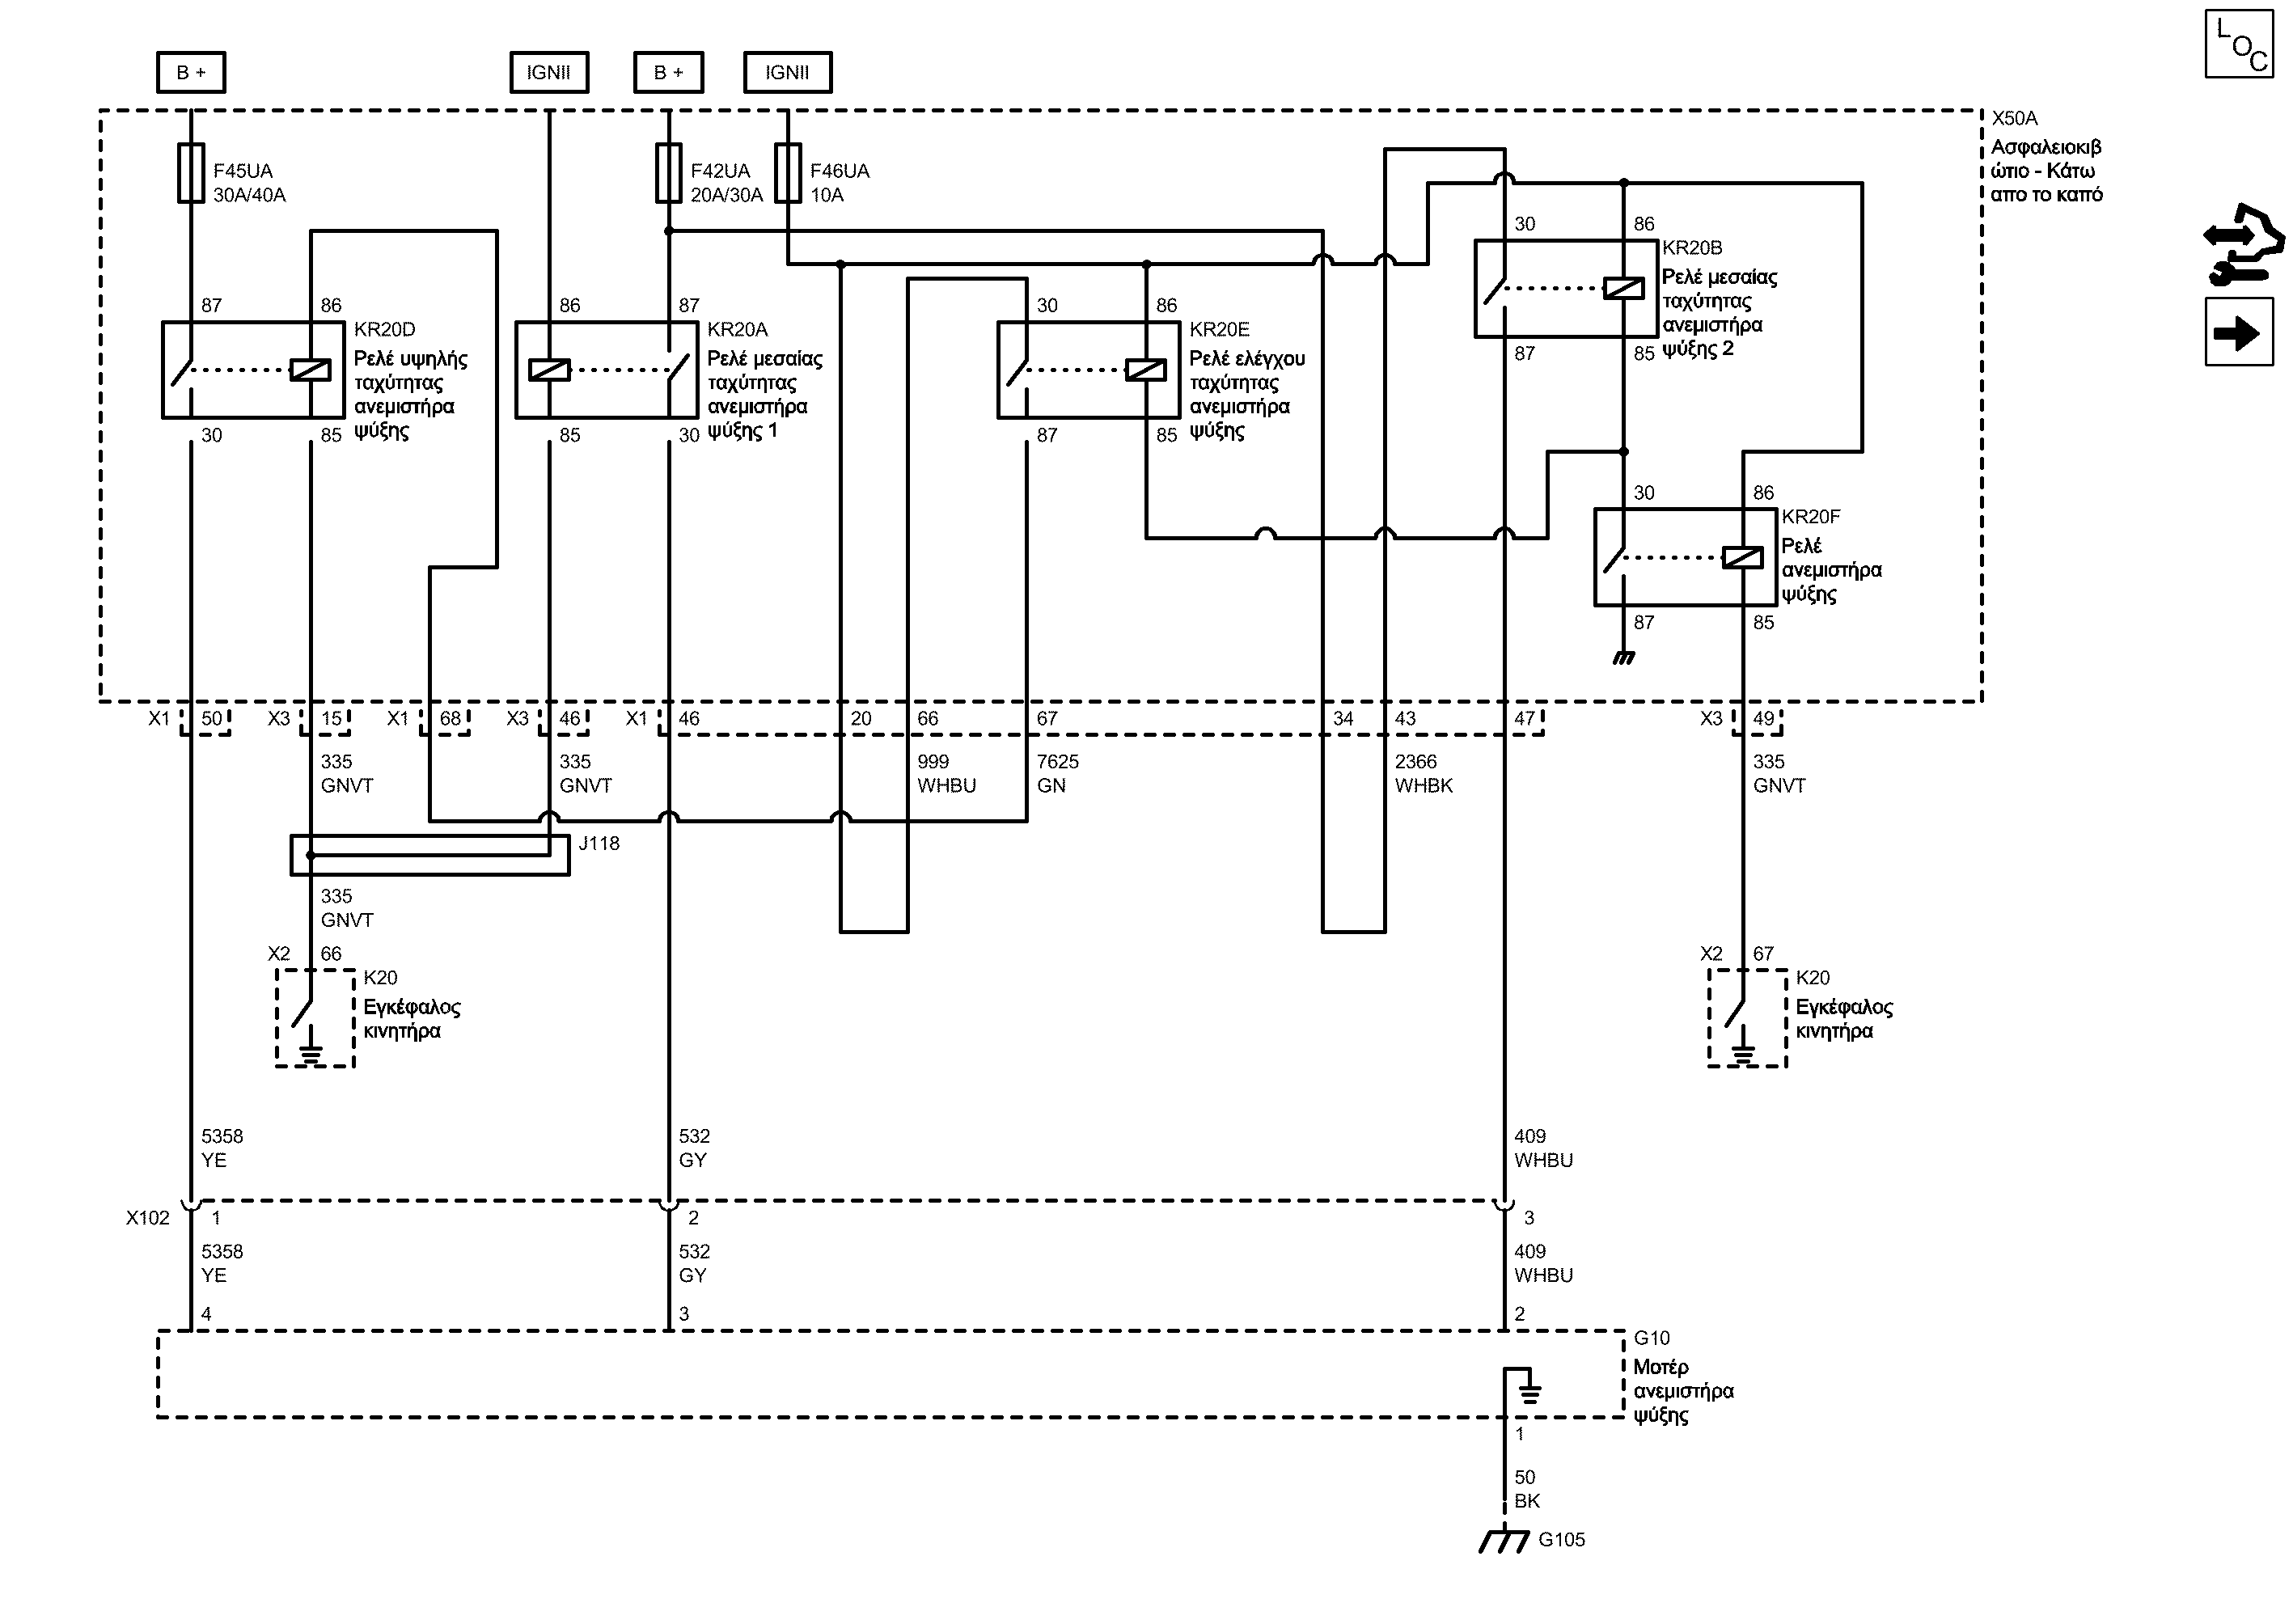 B +
IGNII
B +
IGNII
LOC
X50A
Ασφαλειοκιβ
ώτιο - Κάτω
απο το καπό
F45UA
30A/40A
F42UA
20A/30A
F46UA
10A
30
86
KR20B
Ρελέ μεσαίας
ταχύτητας
ανεμιστήρα
ψύξης 2
87
85
87
86
KR20D
Ρελέ υψηλής
ταχύτητας
ανεμιστήρα
ψύξης
30
85
86
87
KR20A
Ρελέ μεσαίας
ταχύτητας
ανεμιστήρα
ψύξης 1
85
30
30
86
KR20E
Ρελέ ελέγχου
ταχύτητας
ανεμιστήρα
ψύξης
87
85
30
86
KR20F
Ρελέ
ανεμιστήρα
ψύξης
87
85
X1
50
X3
15
X1
68
X3
46
X1
46
20
66
67
34
43
47
X3
49
335
GNVT
335
GNVT
999
WHBU
7625
GN
2366
WHBK
335
GNVT
J118
335
GNVT
X2
66
K20
Εγκέφαλος
κινητήρα
X2
67
K20
Εγκέφαλος
κινητήρα
5358
YE
532
GY
409
WHBU
X102
1
2
3
5358
YE
532
GY
409
WHBU
4
3
2
G10
Μοτέρ
ανεμιστήρα
ψύξης
1
50
BK
G105